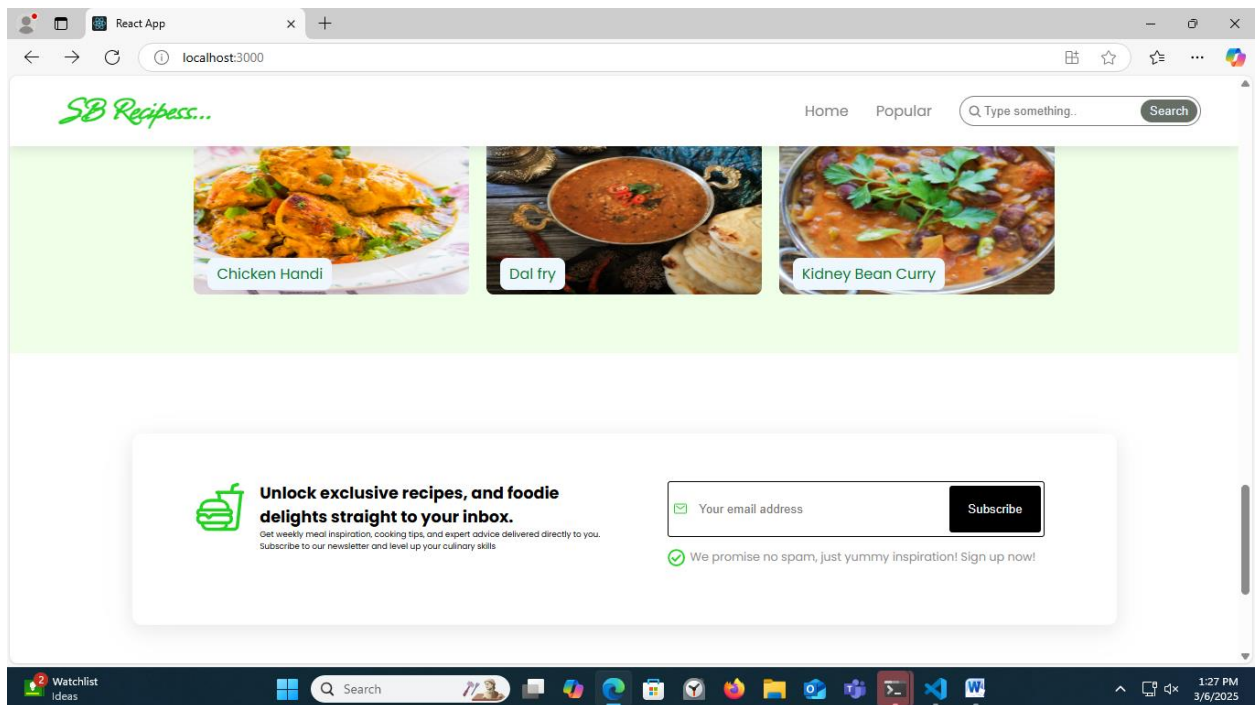 React App
localhost:3000
SB Recipess...
Home
Popular
Type something..
Search
Chicken Handi
Dal fry
Kidney Bean Curry
Unlock exclusive recipes, and foodie
delights straight to your inbox.
Get weekly meal inspiration, cooking tips, and expert advice delivered directly to you.
Subscribe to our newsletter and level up your culinary skills
Your email address
Subscribe
We promise no spam, just yummy inspiration! Sign up now!
2
Watchlist
Ideas
Search
1:27 PM
3/6/2025